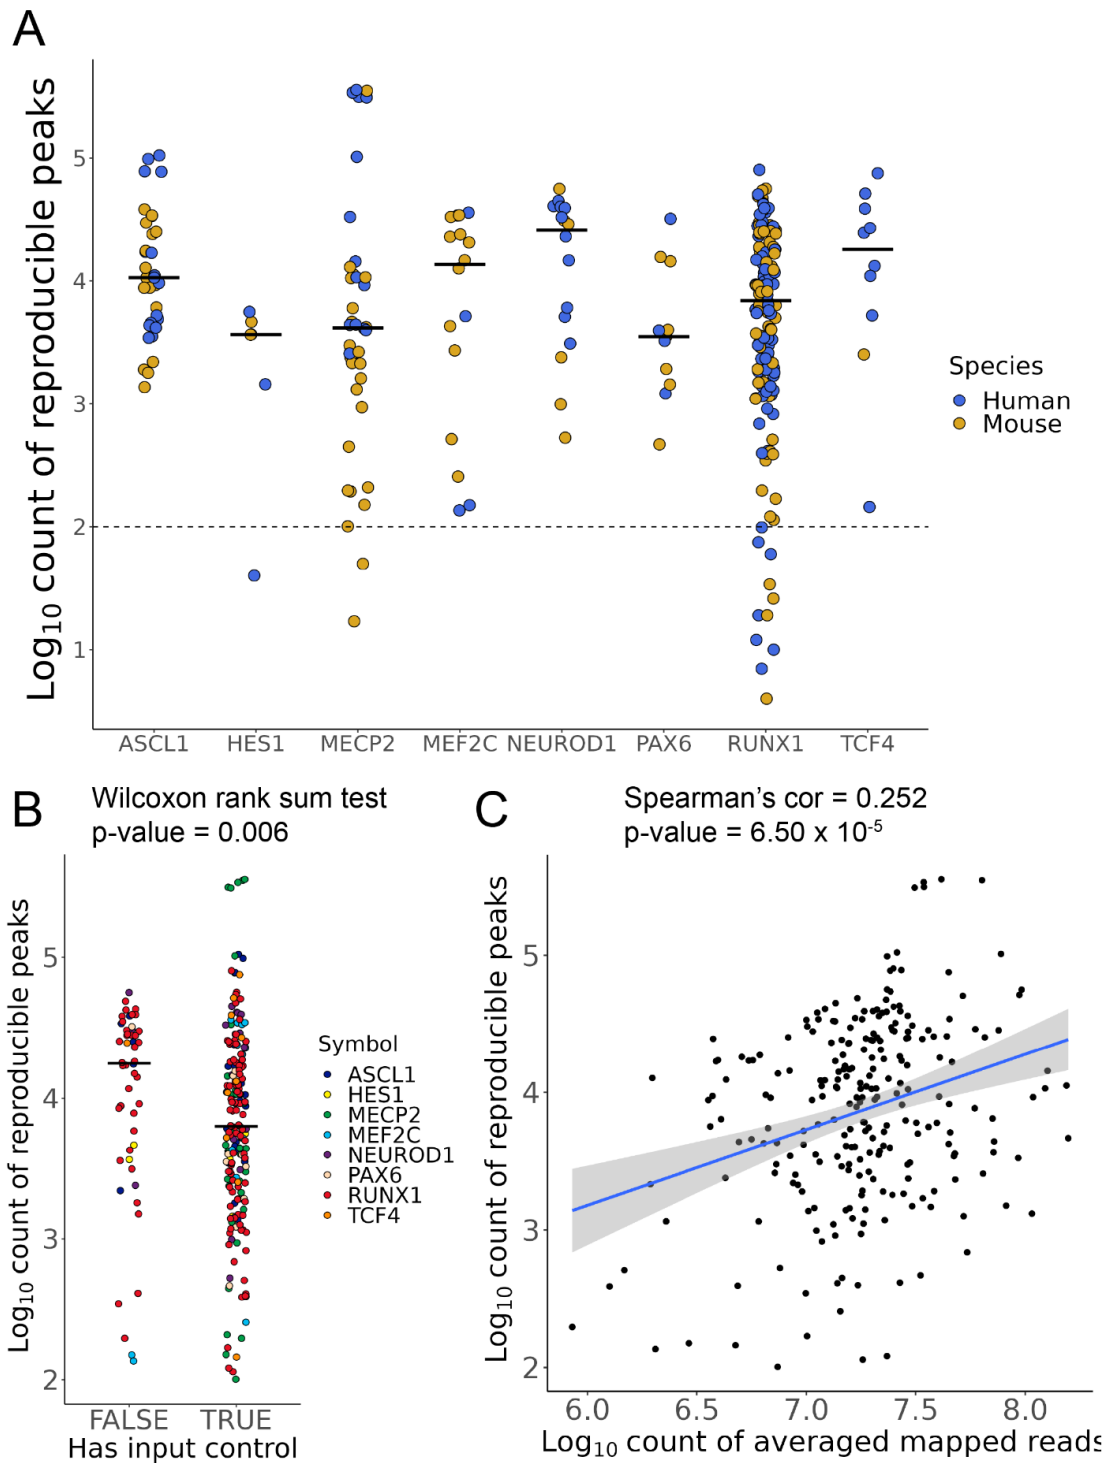 A
Log10 count of reproducible peaks
5
4
3
2
1
ASCL1 HES1 MECP2 MEF2C NEUROD1 PAX6 RUNX1 TCF4
Species
Human
Mouse
B
Wilcoxon rank sum test
p-value = 0.006
Log10 count of reproducible peaks
5
4
3
2
FALSE TRUE
Has input control
Symbol
ASCL1
HES1
MECP2
MEF2C
NEUROD1
PAX6
RUNX1
TCF4
C
Spearman's cor = 0.252
p-value = 6.50 x 10-5
Log10 count of reproducible peaks
5
4
3
2
6.0 6.5 7.0 7.5 8.0
Log10 count of averaged mapped reads